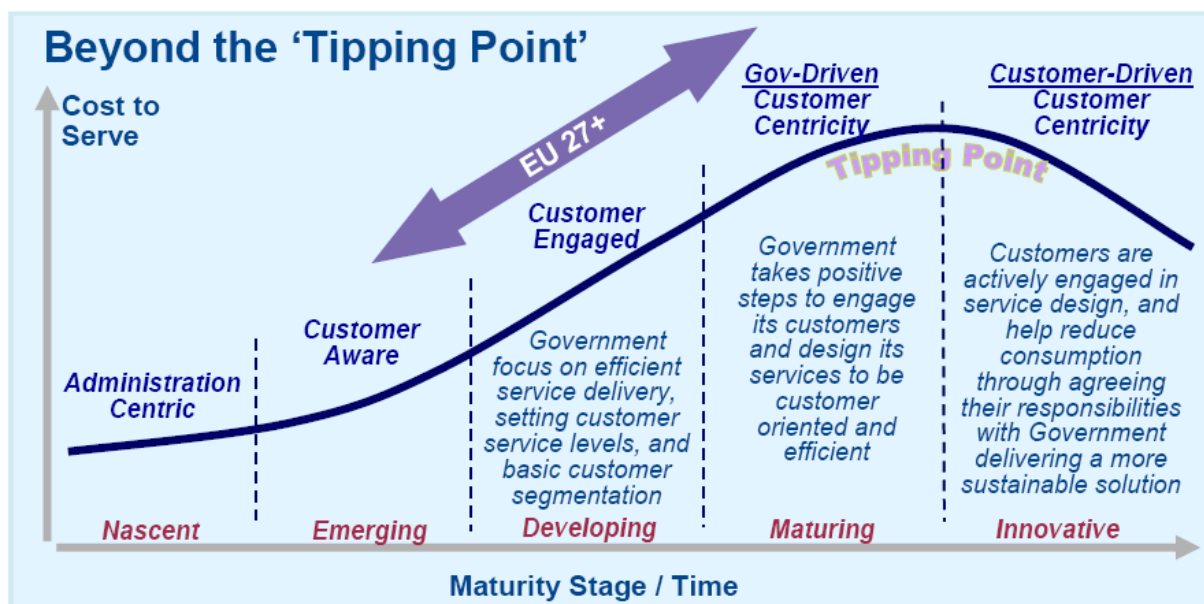 Beyond the ‘Tipping Point’
Cost to
Serve
EU 27+
Administration
Centric
Customer
Aware
Customer
Engaged
Gov-Driven
Customer
Centricity
Customer-Driven
Customer
Centricity
Tipping Point
Government
focus on efficient
service delivery,
setting customer
service levels, and
basic customer
segmentation
Government
takes positive
steps to engage
its customers
and design its
services to be
customer
oriented and
efficient
Customers are
actively engaged in
service design, and
help reduce
consumption
through agreeing
their responsibilities
with Government
delivering a more
sustainable solution
Nascent
Emerging
Developing
Maturing
Innovative
Maturity Stage / Time